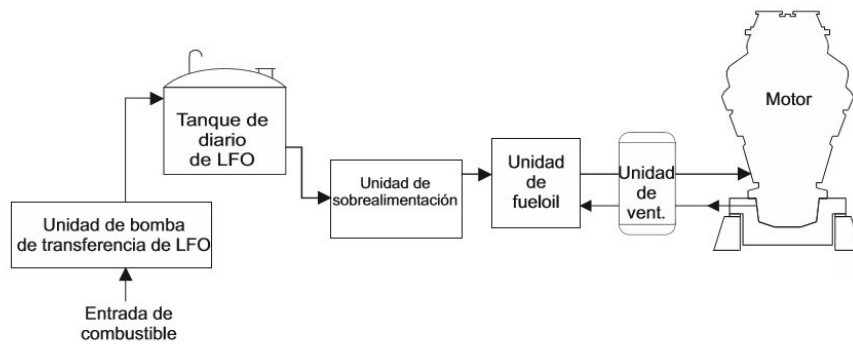 Tanque de
diario
de LFO
Motor
Unidad de
sobrealimentación
Unidad
de
fueloil
Unidad
de
vent.
Unidad de bomba
de transferencia de LFO
Entrada de
combustible